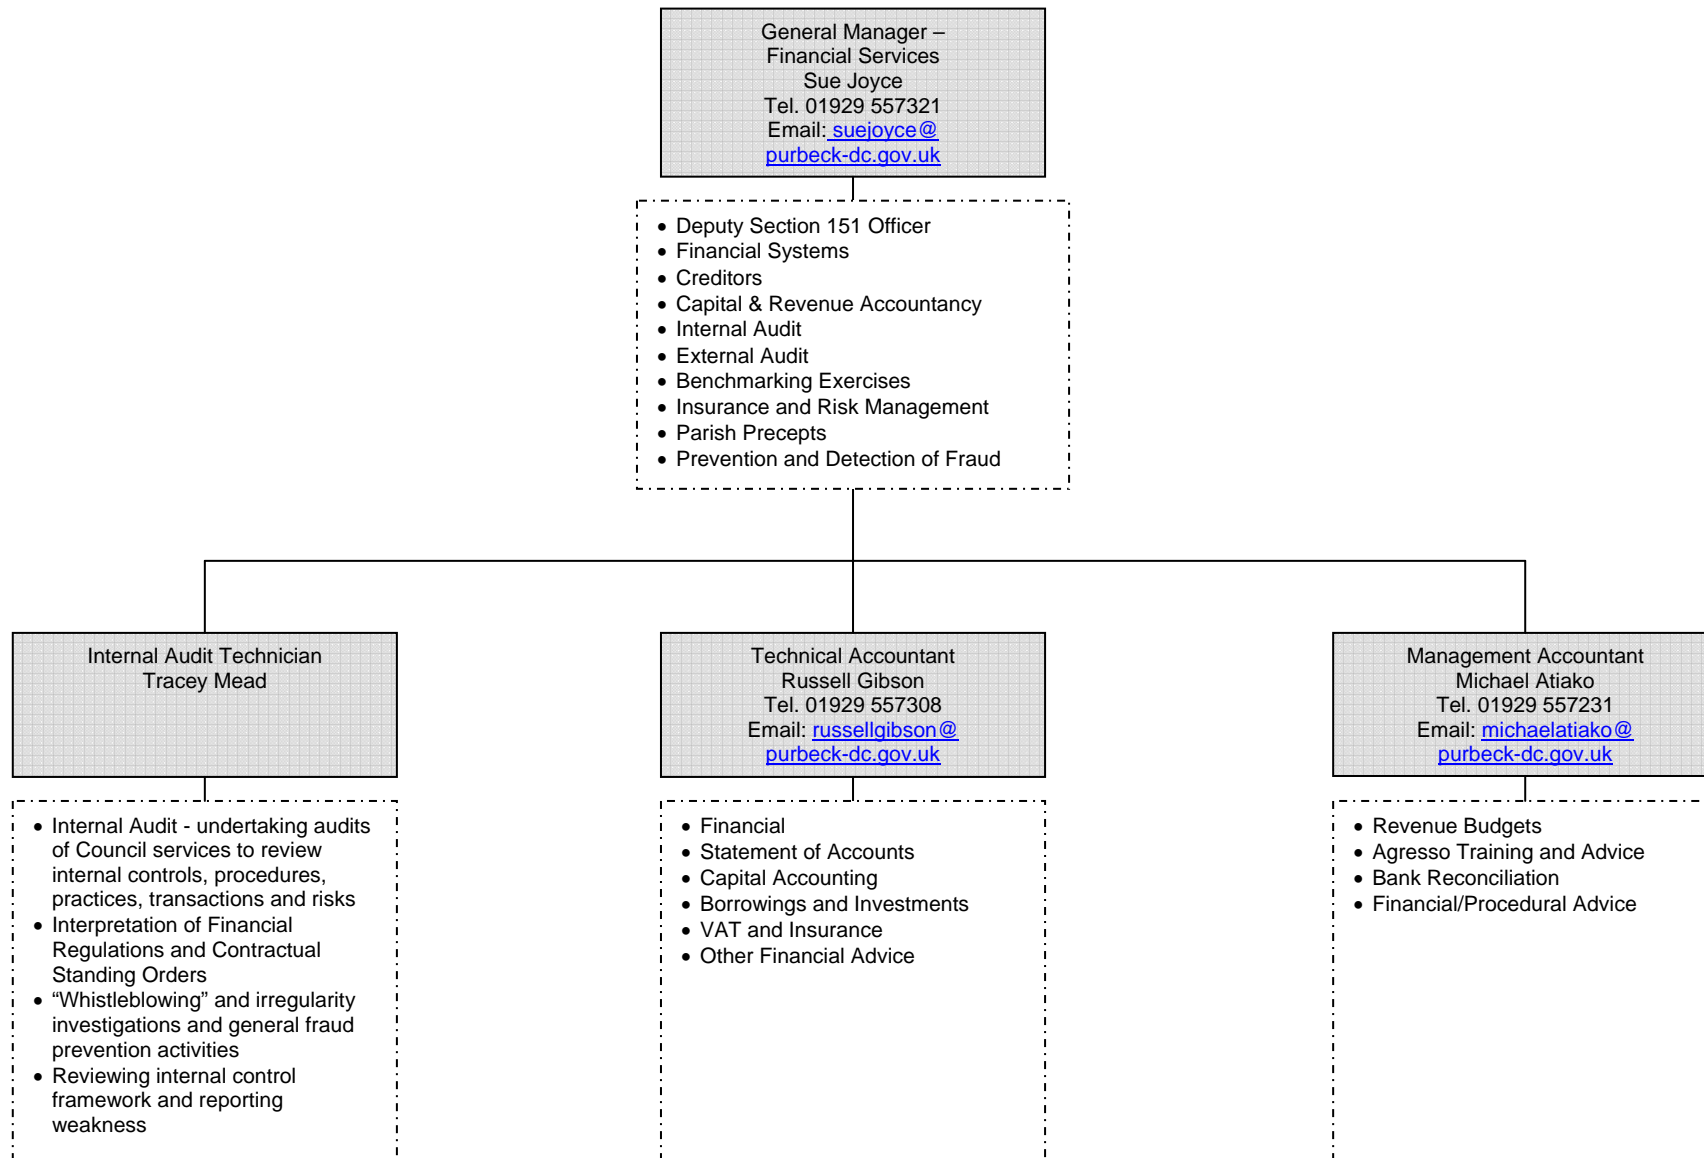 General Manager –
Financial Services
Sue Joyce
Tel. 01929 557321
Email: suejoyce@
purbeck-dc.gov.uk
• Deputy Section 151 Officer
• Financial Systems
• Creditors
• Capital & Revenue Accountancy
• Internal Audit
• External Audit
• Benchmarking Exercises
• Insurance and Risk Management
• Parish Precepts
• Prevention and Detection of Fraud
Internal Audit Technician
Tracey Mead
• Internal Audit - undertaking audits
of Council services to review
internal controls, procedures,
practices, transactions and risks
• Interpretation of Financial
Regulations and Contractual
Standing Orders
• “Whistleblowing” and irregularity
investigations and general fraud
prevention activities
• Reviewing internal control
framework and reporting
weakness
Technical Accountant
Russell Gibson
Tel. 01929 557308
Email: russellgibson@
purbeck-dc.gov.uk
• Financial
• Statement of Accounts
• Capital Accounting
• Borrowings and Investments
• VAT and Insurance
• Other Financial Advice
Management Accountant
Michael Atiako
Tel. 01929 557231
Email: michaelatiako@
purbeck-dc.gov.uk
• Revenue Budgets
• Agresso Training and Advice
• Bank Reconciliation
• Financial/Procedural Advice